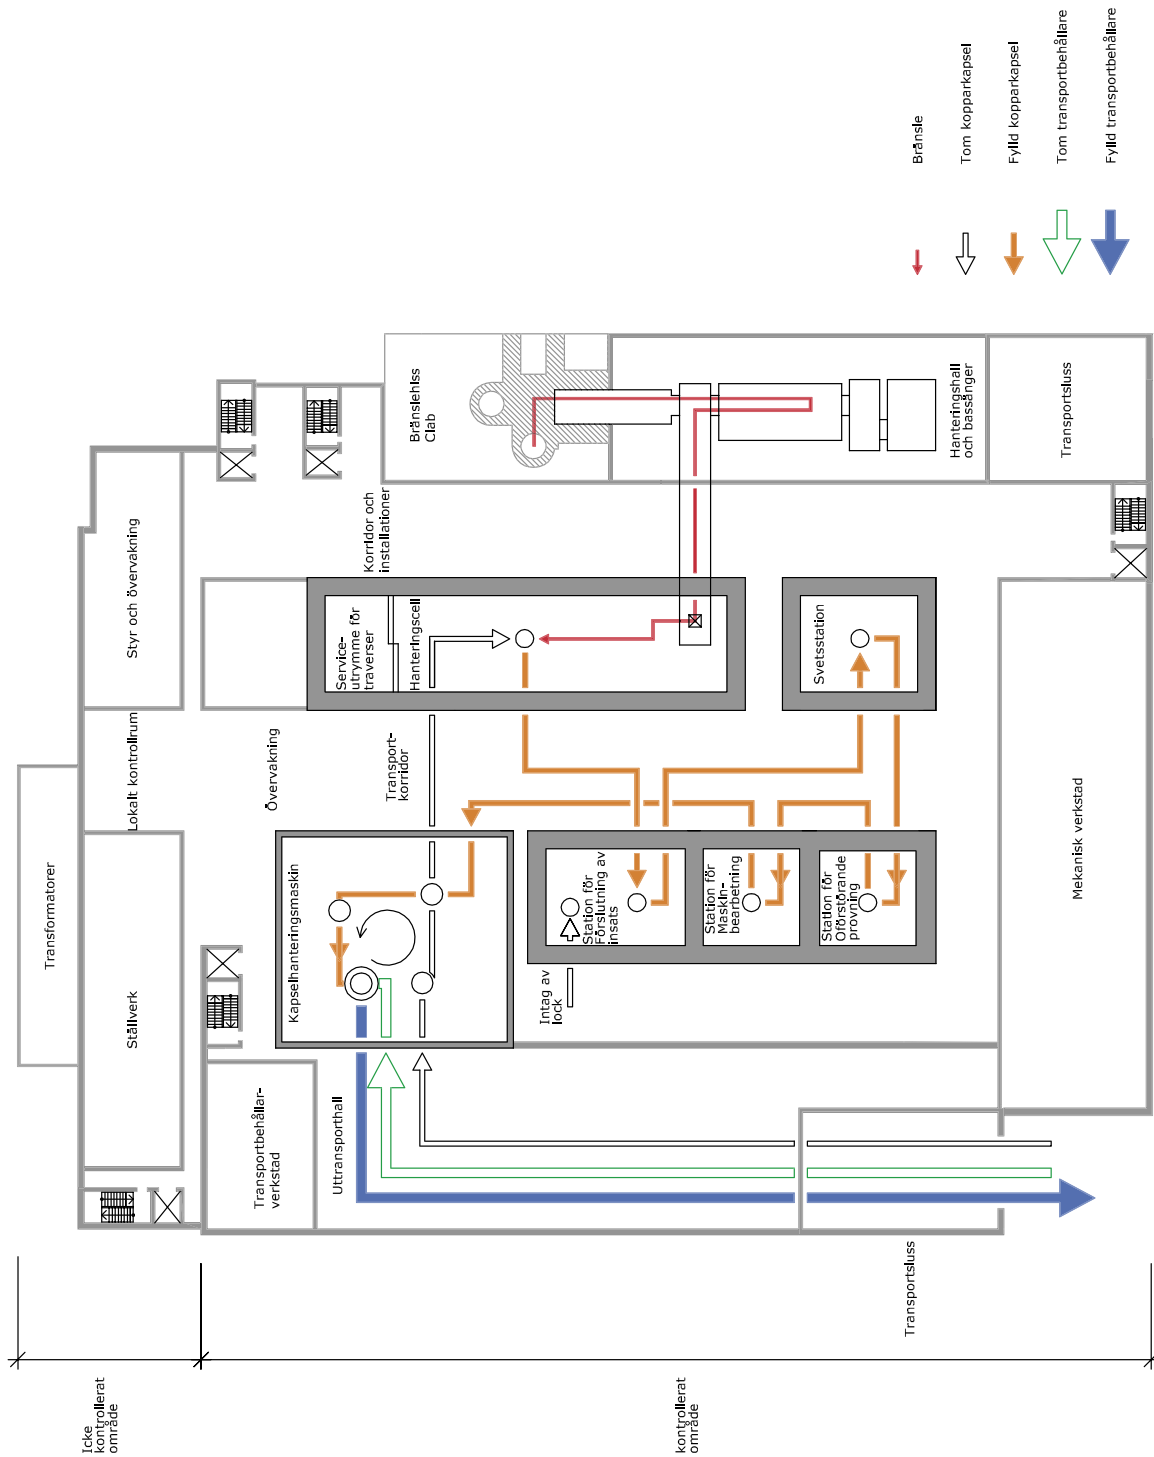 Bränsle
Tom kopparkapsel
Fylld kopparkapsel
Tom transportbehållare
Fylld transportbehållare
Bränslehiss
Clab
Hanteringshall
och bassänger
Transportsluss
Korridor och
installationer
Styr och övervakning
Service-
utrymme för
traverser
Hanteringscell
Svetsstation
Lokalt kontrollrum
Övervakning
Transport-
korridor
Mekanisk verkstad
Transformatorer
Ställverk
Kapselhanteringsmaskin
Station för
Förslutning av
insats
Station för
Maskin-
bearbetning
Station för
Oförstörande
provning
Intag av
lock
Transportbehållar-
verkstad
Uttransporthall
Transportsluss
Icke
kontrollerat
område
kontrollerat
område